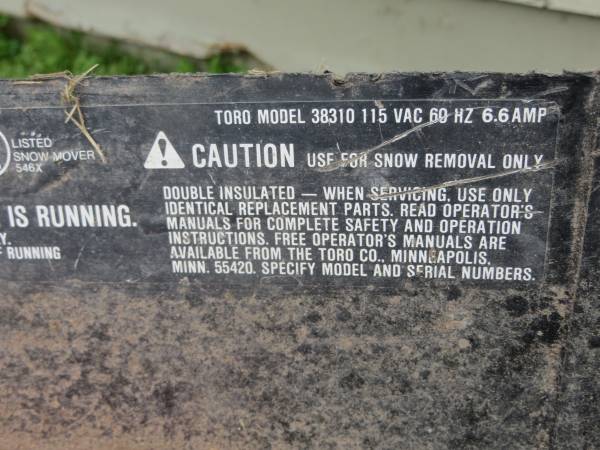 TORO MODEL 38310 115 VAC 60 HZ 6.6 AMP
LISTED
SNOW MOVER
546X
CAUTION USE FOR SNOW REMOVAL ONLY
DOUBLE INSULATED — WHEN SERVICING, USE ONLY
IDENTICAL REPLACEMENT PARTS. READ OPERATOR'S
MANUALS FOR COMPLETE SAFETY AND OPERATION
INSTRUCTIONS. FREE OPERATOR'S MANUALS ARE
AVAILABLE FROM THE TORO CO., MINNEAPOLIS,
MINN. 55420. SPECIFY MODEL AND SERIAL NUMBERS.
IS RUNNING.
Y.
F RUNNING